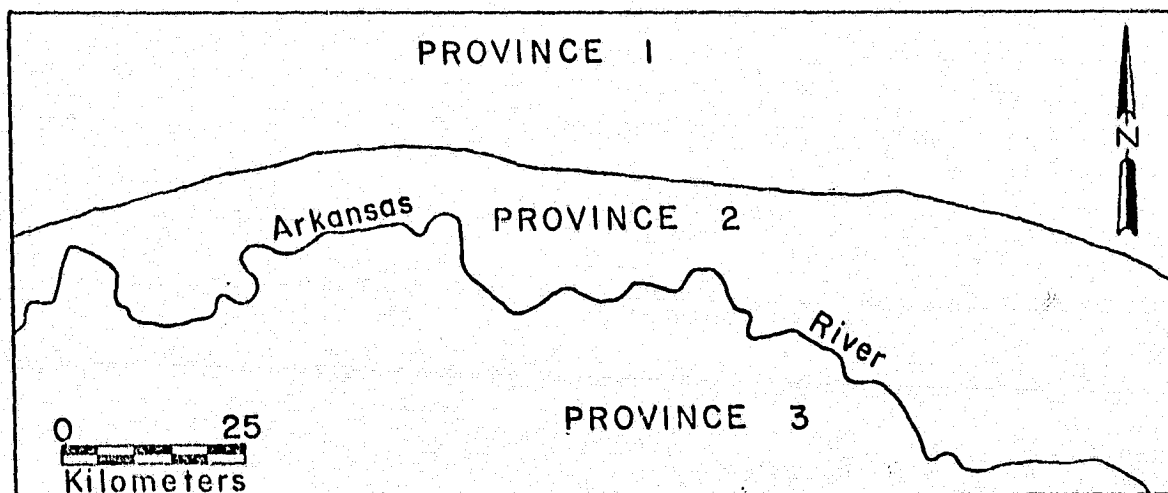 PROVINCE 1
N
Arkansas
PROVINCE 2
River
PROVINCE 3
0 25
Kilometers